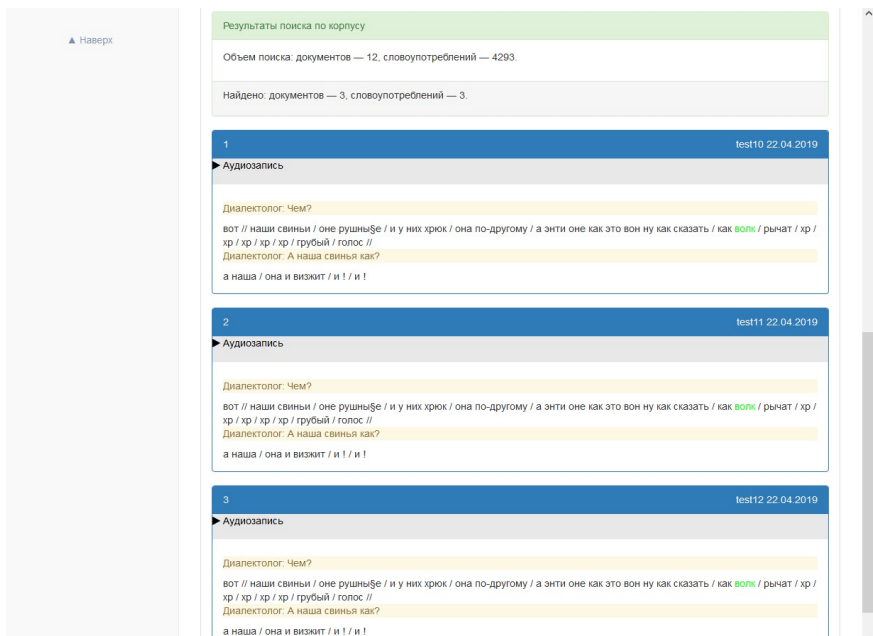 ▲ Наверх
Результаты поиска по корпусу
Объем поиска: документов — 12, словоупотреблений — 4293.
Найдено: документов — 3, словоупотреблений — 3.
1 test10 22.04.2019
▶ Аудиозапись
Диалектолог: Чем?
вот // наши свиньи / оне рушны§е / и у них хрюк / она по-другому / а энти оне как это вон ну как сказать / как волк / рычат / хр /
хр / хр / хр / хр / грубый / голос //
Диалектолог: А наша свинья как?
а наша / она и визжит / и ! / и !
2 test11 22.04.2019
▶ Аудиозапись
Диалектолог: Чем?
вот // наши свиньи / оне рушны§е / и у них хрюк / она по-другому / а энти оне как это вон ну как сказать / как волк / рычат / хр /
хр / хр / хр / хр / грубый / голос //
Диалектолог: А наша свинья как?
а наша / она и визжит / и ! / и !
3 test12 22.04.2019
▶ Аудиозапись
Диалектолог: Чем?
вот // наши свиньи / оне рушны§е / и у них хрюк / она по-другому / а энти оне как это вон ну как сказать / как волк / рычат / хр /
хр / хр / хр / хр / грубый / голос //
Диалектолог: А наша свинья как?
а наша / она и визжит / и ! / и !